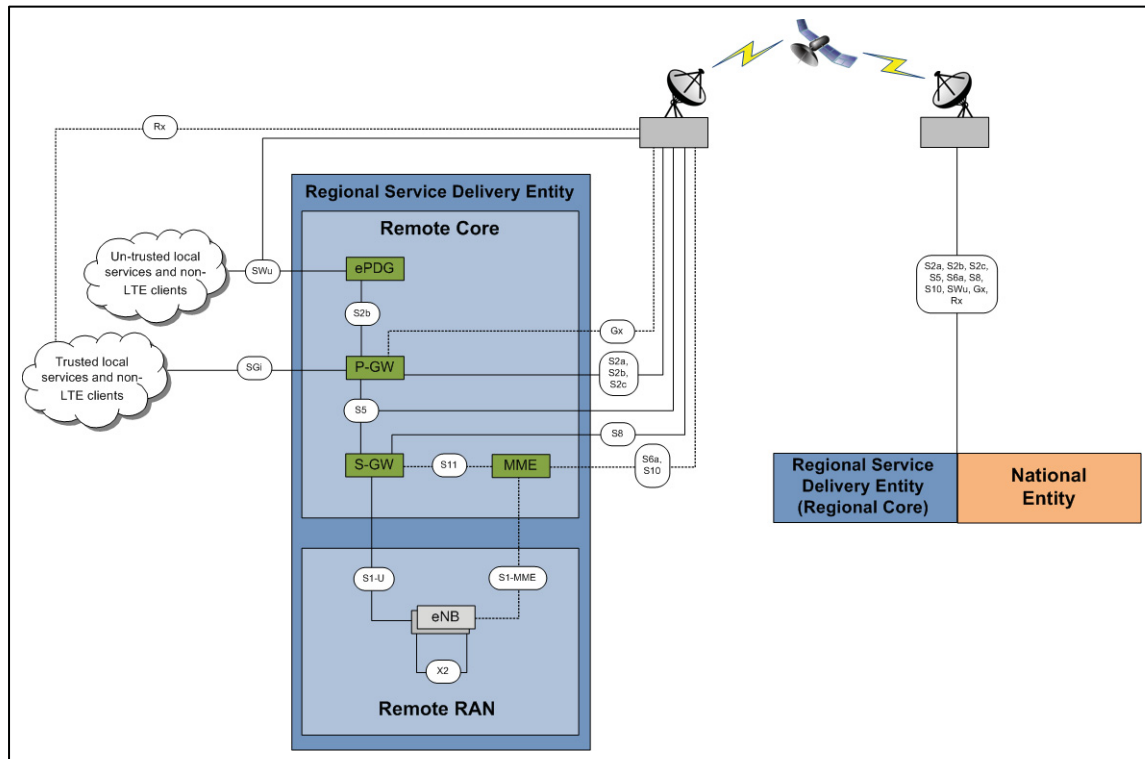 Rx
Regional Service Delivery Entity
Remote Core
Un-trusted local
services and non-
LTE clients
SWu
ePDG
S2b
Gx
Trusted local
services and non-
LTE clients
SGi
P-GW
S2a,
S2b,
S2c
S5
S8
S-GW
S11
MME
S6a,
S10
S1-U
S1-MME
eNB
X2
Remote RAN
S2a, S2b, S2c,
S5, S6a, S8,
S10, SWu, Gx,
Rx
Regional Service
Delivery Entity
(Regional Core)
National
Entity